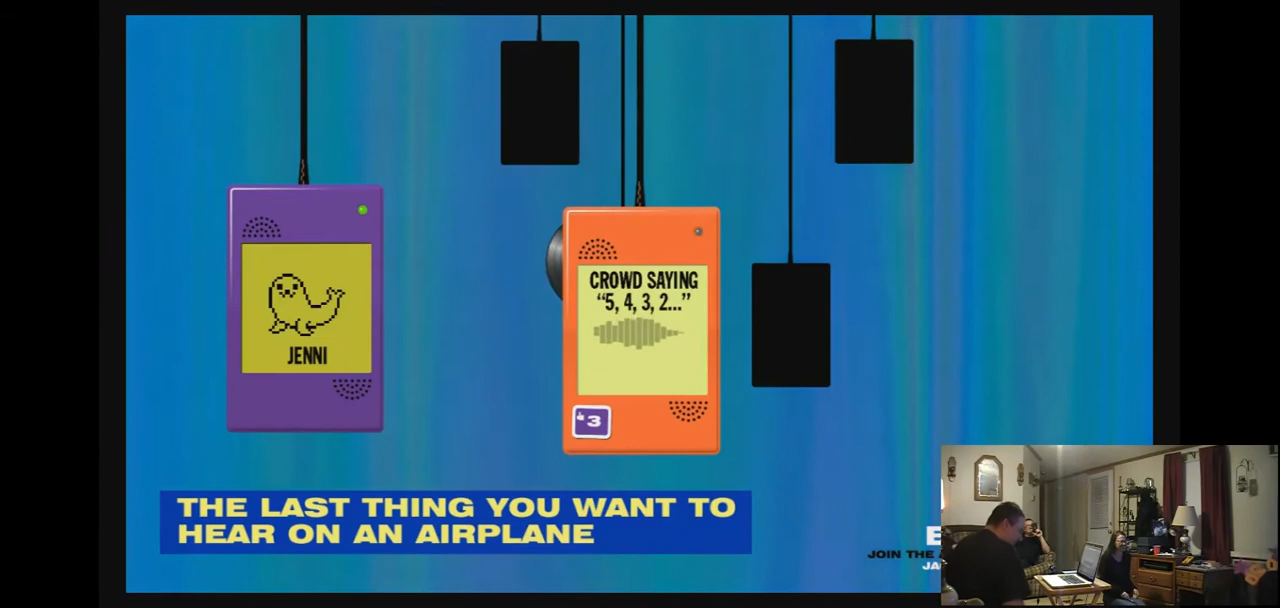 CROWD SAYING
“5, 4, 3, 2...”
JENNI
3
THE LAST THING YOU WANT TO
HEAR ON AN AIRPLANE
JOIN THE